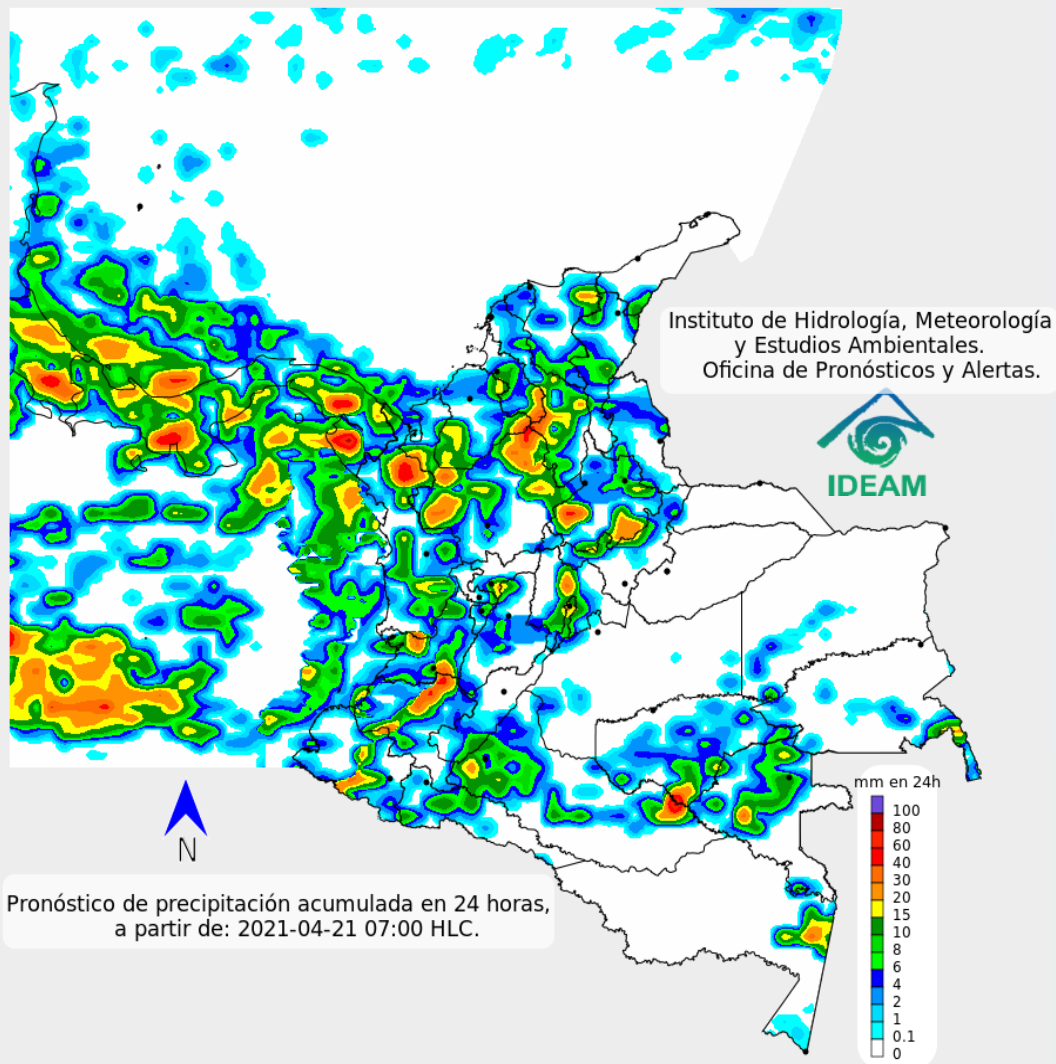 Instituto de Hidrología, Meteorología
y Estudios Ambientales.
Oficina de Pronósticos y Alertas.
IDEAM
N
Pronóstico de precipitación acumulada en 24 horas,
a partir de: 2021-04-21 07:00 HLC.
mm en 24h
100
80
60
40
30
20
15
10
8
6
4
2
1
0.1
0